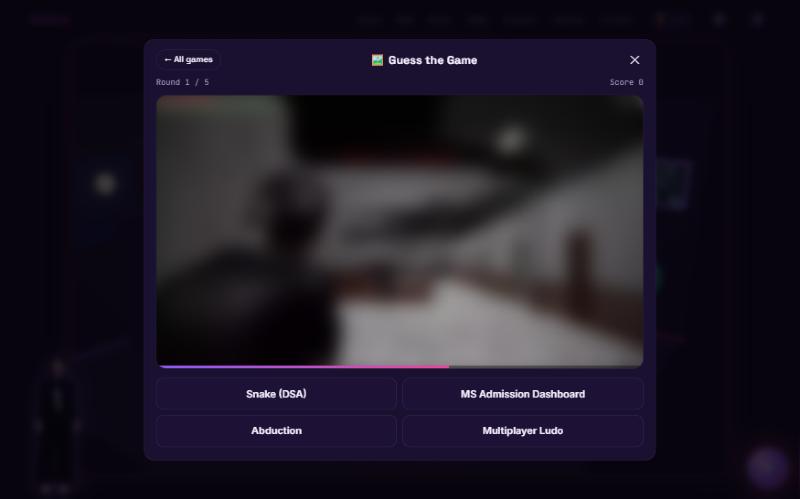 ← All games
Guess the Game
Round 1 / 5
Score 0
Snake (DSA)
MS Admission Dashboard
Abduction
Multiplayer Ludo